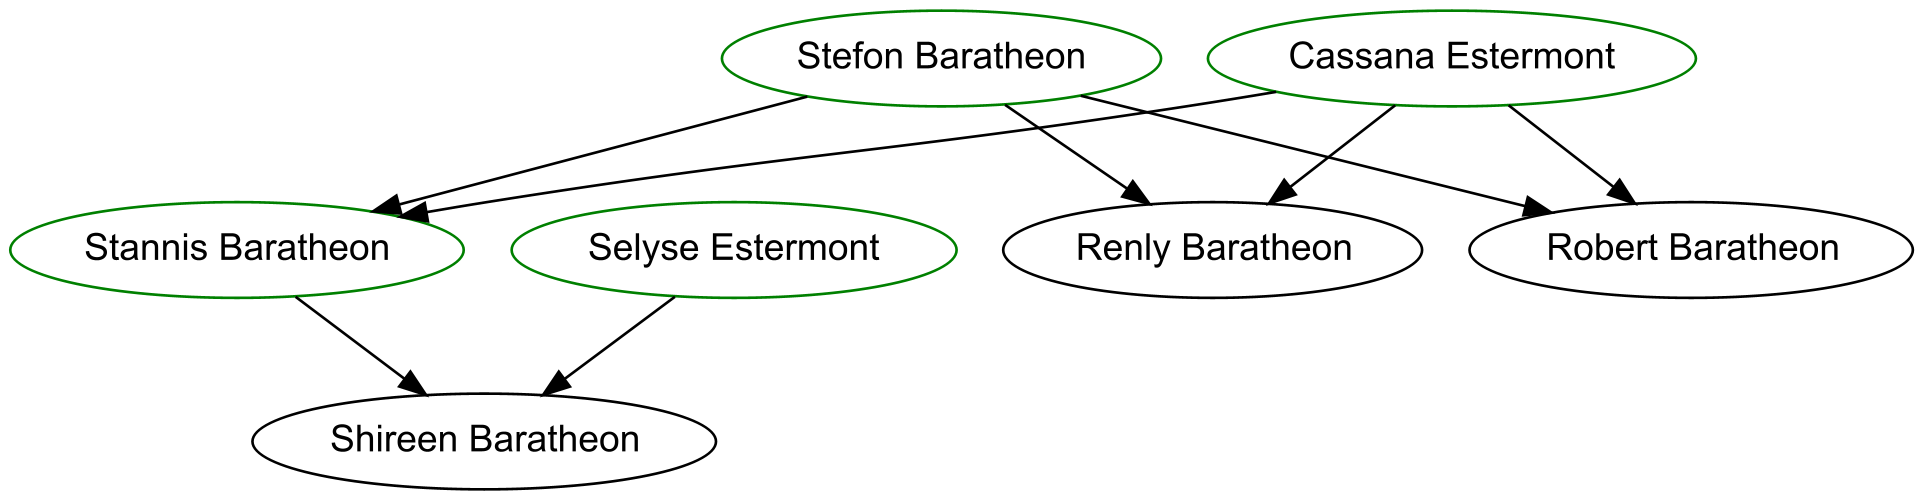 Stefon Baratheon
Cassana Estermont
Stannis Baratheon
Selyse Estermont
Renly Baratheon
Robert Baratheon
Shireen Baratheon